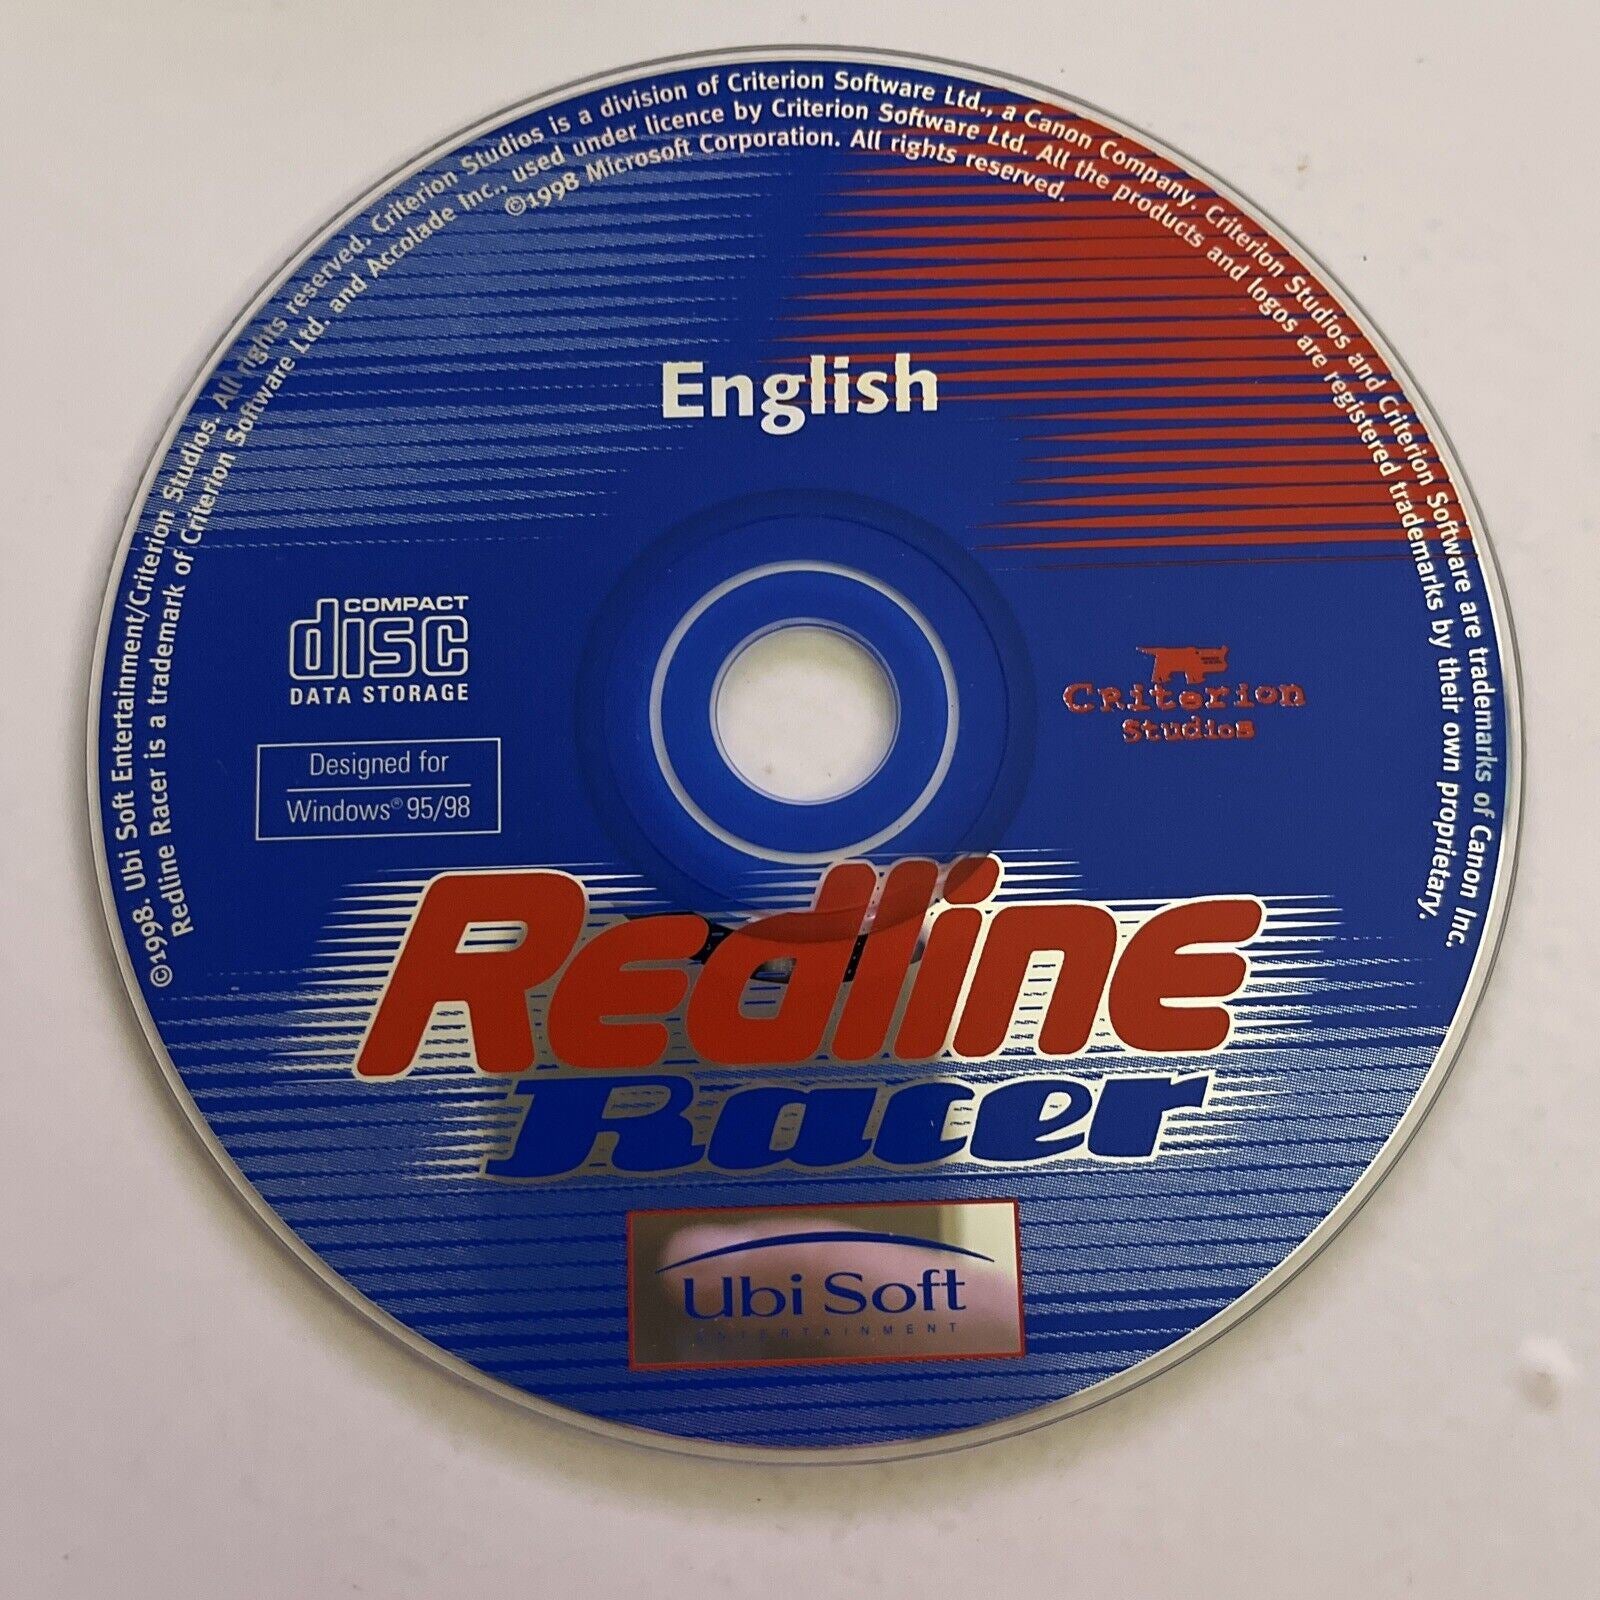 ©1998. Ubi Soft Entertainment/Criterion Studios. All rights reserved. Criterion Studios is a division of Criterion Software Ltd., a Canon Company. Criterion Studios and Criterion Software are trademarks of Canon Inc.
Redline Racer is a trademark of Criterion Software Ltd. and Accolade Inc., used under licence by Criterion Software Ltd. All the products and logos are registered trademarks by their own proprietary.
©1998 Microsoft Corporation. All rights reserved.
English
COMPACT
disc
DATA STORAGE
Designed for
Windows® 95/98
Criterion
Studios
Redline
Racer
Ubi Soft
ENTERTAINMENT